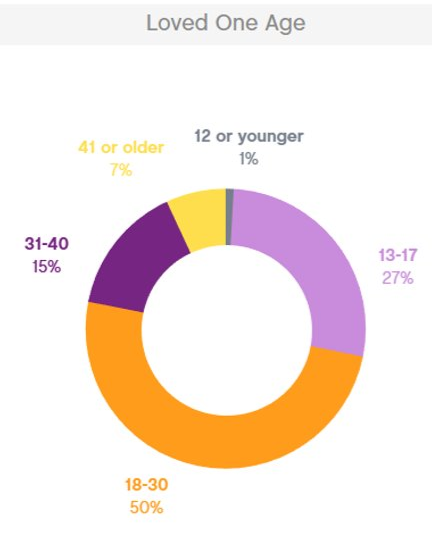 Loved One Age
12 or younger
1%
13-17
27%
18-30
50%
31-40
15%
41 or older
7%